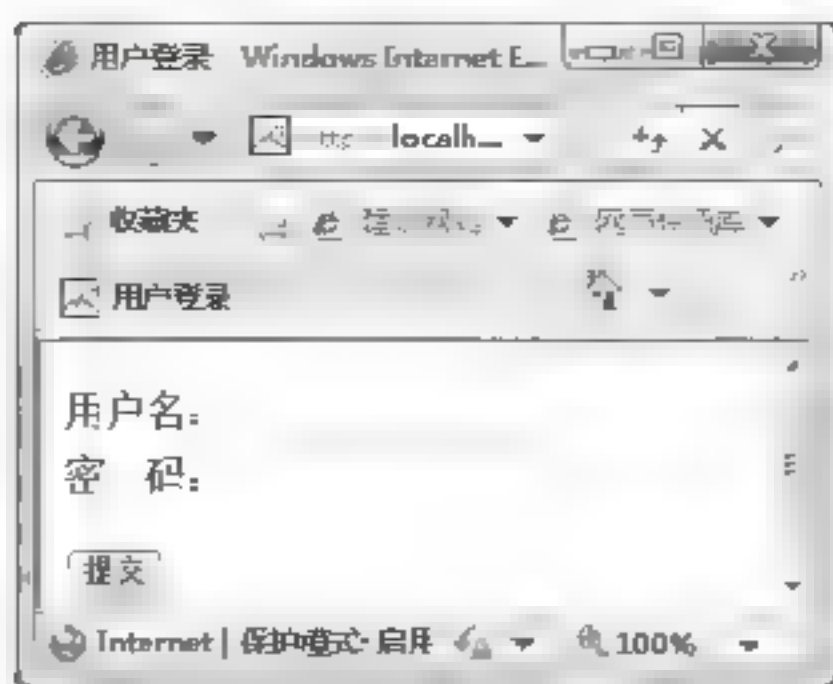 用户登录 Windows Internet E...
localh...
收藏夹
用户登录
用户名:
密 码:
提交
Internet | 保护模式: 启用 100%